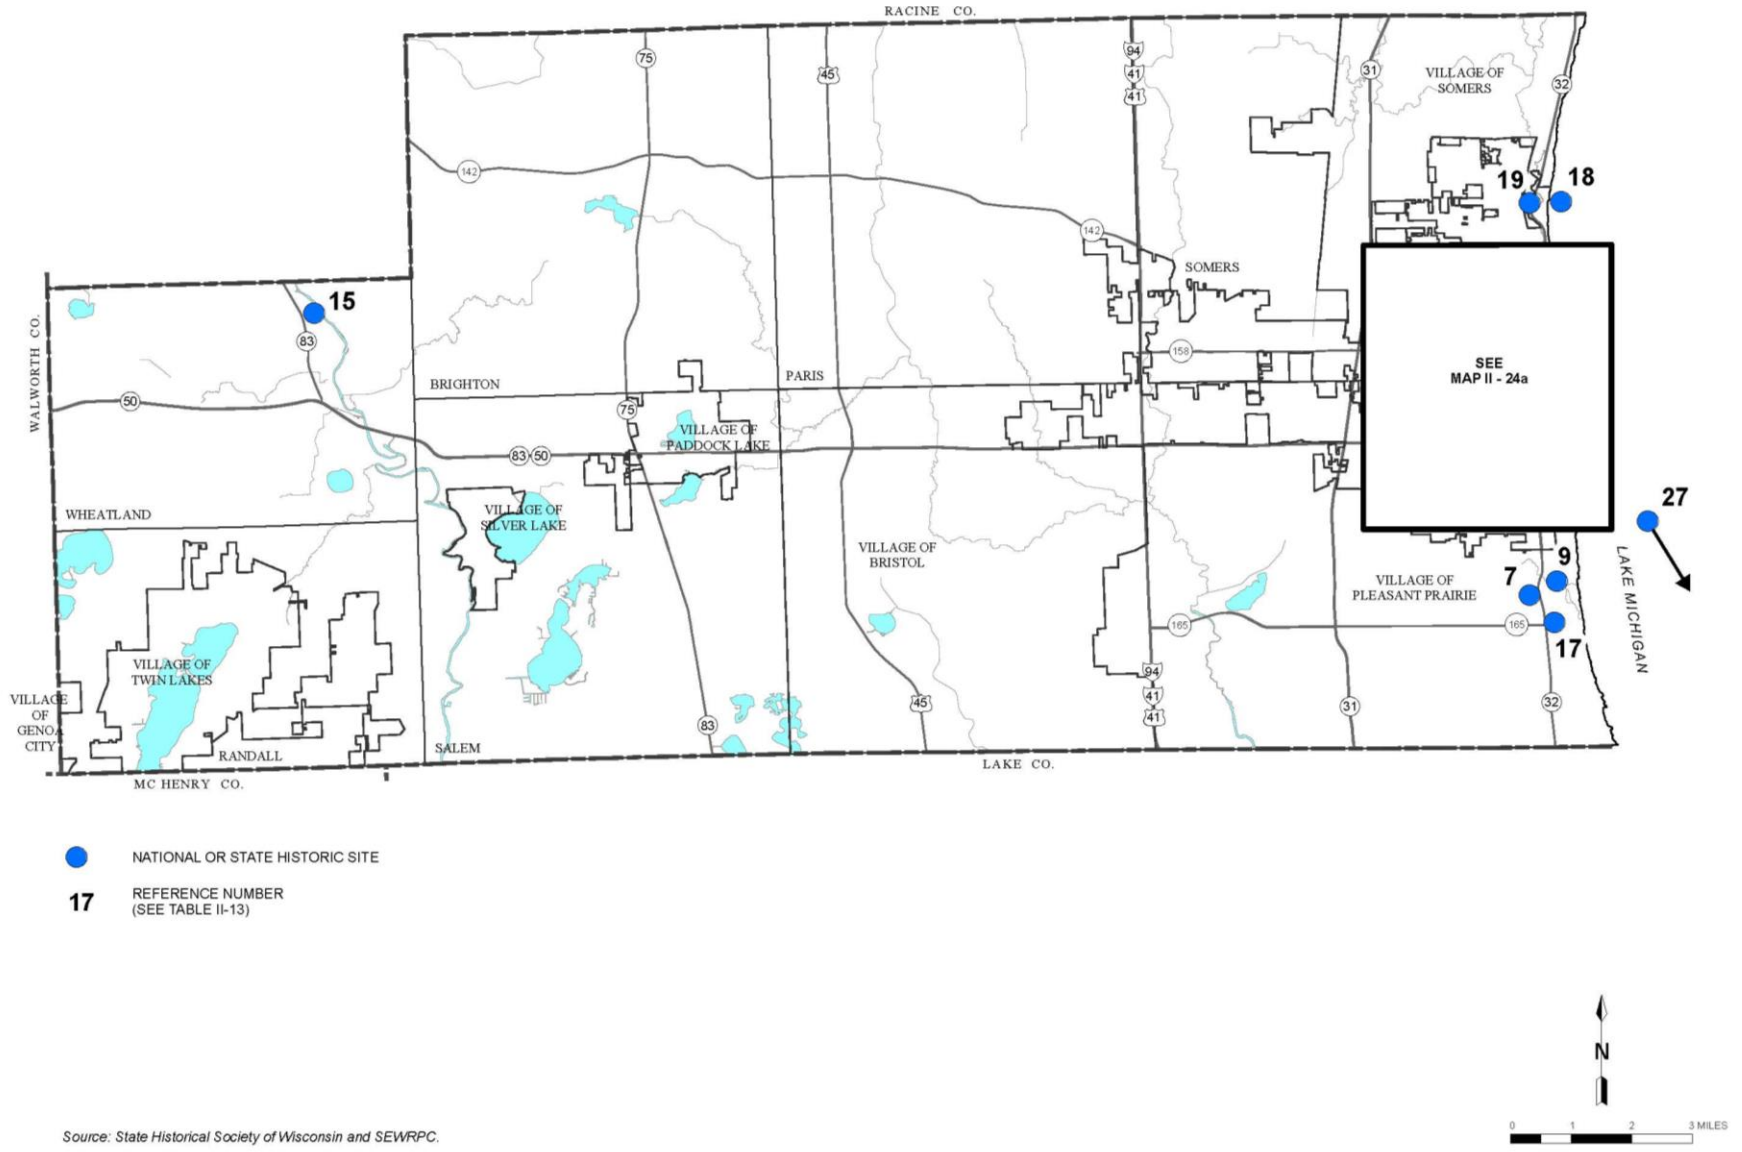 RACINE CO.
75
45
94
41
41
31
VILLAGE OF
SOMERS
32
142
19
18
142
SOMERS
15
83
WALWORTH CO.
158
SEE
MAP II - 24a
BRIGHTON
PARIS
50
75
VILLAGE OF
PADDOCK LAKE
83
50
27
WHEATLAND
VILLAGE OF
SILVER LAKE
VILLAGE OF
BRISTOL
9
7
VILLAGE OF
PLEASANT PRAIRIE
LAKE MICHIGAN
165
165
17
VILLAGE OF
TWIN LAKES
94
41
41
VILLAGE
OF
GENOA
CITY
45
31
32
83
RANDALL
SALEM
LAKE CO.
MC HENRY CO.
NATIONAL OR STATE HISTORIC SITE
17
REFERENCE NUMBER
(SEE TABLE II-13)
N
0 1 2 3 MILES
Source: State Historical Society of Wisconsin and SEWRPC.